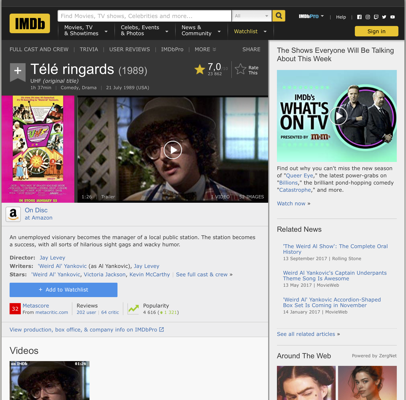 IMDb
Find Movies, TV shows, Celebrities and more...
All
IMDbPro
Help
Movies, TV
& Showtimes
Celebs, Events
& Photos
News &
Community
Watchlist
Sign in
FULL CAST AND CREW
TRIVIA
USER REVIEWS
IMDbPro
MORE
SHARE
Télé ringards (1989)
UHF (original title)
1h 37min | Comedy, Drama | 21 July 1989 (USA)
7,0
Rate
This
VIDEO
IMAGES
On Disc
at Amazon
An unemployed visionary becomes the manager of a local public station. The station becomes
a success, with all sorts of hilarious sight gags and wacky humor.
Director: Jay Levey
Writers: 'Weird Al' Yankovic (as Al Yankovic), Jay Levey
Stars: 'Weird Al' Yankovic, Victoria Jackson, Kevin McCarthy | See full cast & crew »
+ Add to Watchlist
32
Metascore
From metacritic.com
Reviews
202 user | 64 critic
Popularity
4 616
View production, box office, & company info on IMDbPro
Videos
The Shows Everyone Will Be Talking
About This Week
IMDb's
WHAT'S
ON TV
PRESENTED BY
Find out why you can't miss the new season
of "Queer Eye," the latest power-grabs on
"Billions," the brilliant pond-hopping comedy
"Catastrophe," and more.
Watch now »
Related News
'The Weird Al Show': The Complete Oral
History
13 September 2017 | Rolling Stone
Weird Al Yankovic's Captain Underpants
Theme Song Is Awesome
13 May 2017 | MovieWeb
Weird Al Yankovic Accordion-Shaped
Box Set Is Coming in November
14 January 2017 | MovieWeb
See all related articles »
Around The Web
Powered by ZergNet